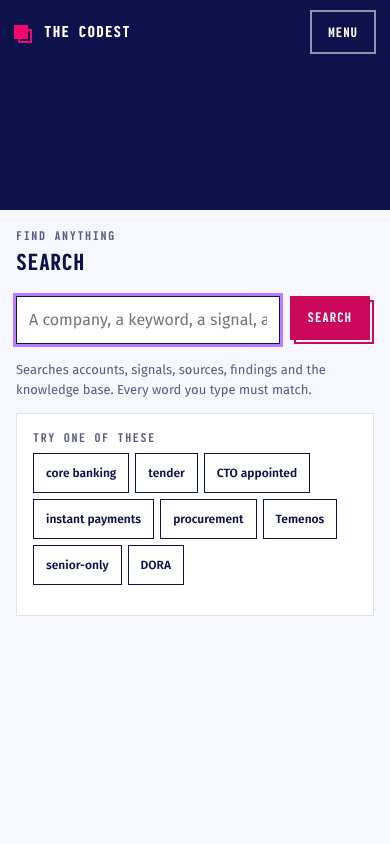 THE CODEST
MENU
FIND ANYTHING
SEARCH
A company, a keyword, a signal, a
SEARCH
Searches accounts, signals, sources, findings and the
knowledge base. Every word you type must match.
TRY ONE OF THESE
core banking
tender
CTO appointed
instant payments
procurement
Temenos
senior-only
DORA